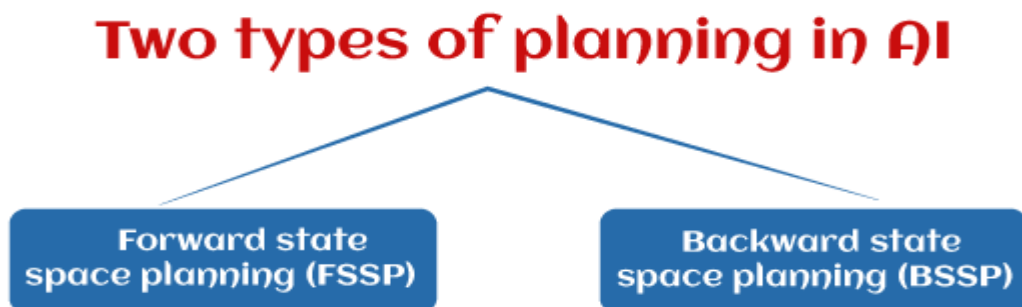 Two types of planning in AI
Forward state
space planning (FSSP)
Backward state
space planning (BSSP)